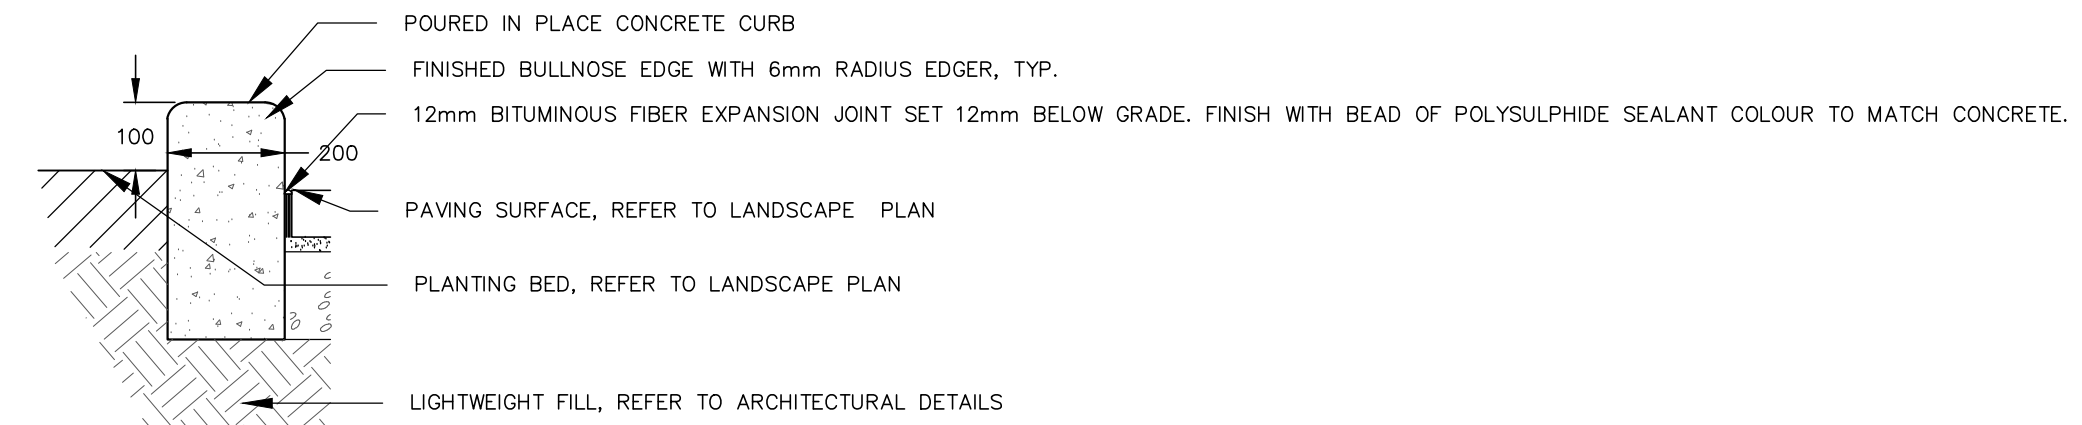 POURED IN PLACE CONCRETE CURB
FINISHED BULLNOSE EDGE WITH 6mm RADIUS EDGER, TYP.
12mm BITUMINOUS FIBER EXPANSION JOINT SET 12mm BELOW GRADE. FINISH WITH BEAD OF POLYSULPHIDE SEALANT COLOUR TO MATCH CONCRETE.
100
200
PAVING SURFACE, REFER TO LANDSCAPE PLAN
PLANTING BED, REFER TO LANDSCAPE PLAN
LIGHTWEIGHT FILL, REFER TO ARCHITECTURAL DETAILS